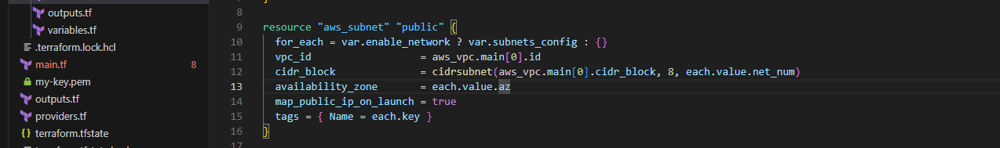 outputs.tf
variables.tf
.terraform.lock.hcl
main.tf 8
my-key.pem
outputs.tf
providers.tf
terraform.tfstate
8
9 resource "aws_subnet" "public" {
10 for_each = var.enable_network ? var.subnets_config : {}
11 vpc_id = aws_vpc.main[0].id
12 cidr_block = cidrsubnet(aws_vpc.main[0].cidr_block, 8, each.value.net_num)
13 availability_zone = each.value.az
14 map_public_ip_on_launch = true
15 tags = { Name = each.key }
16 }
17